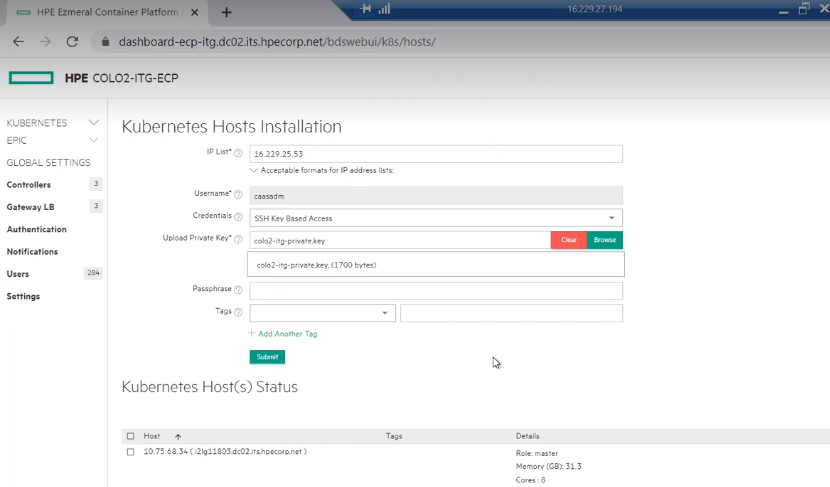 HPE Ezmeral Container Platform
16.229.27.194
dashboard-ecp-itg.dc02.its.hpecorp.net/bdswebui/k8s/hosts/
HPE COLO2-ITG-ECP
KUBERNETES
EPIC
GLOBAL SETTINGS
Controllers 3
Gateway LB 3
Authentication
Notifications
Users 284
Settings
Kubernetes Hosts Installation
IP List* 16.229.25.53
Acceptable formats for IP address lists:
Username* caasadm
Credentials SSH Key Based Access
Upload Private Key* colo2-itg-private.key Clear Browse
colo2-itg-private.key. (1700 bytes)
Passphrase
Tags
+ Add Another Tag
Submit
Kubernetes Host(s) Status
Host Tags Details
10.75.68.34 ( i2lg11803.dc02.its.hpecorp.net ) Role: master
Memory (GB): 31.3
Cores : 8